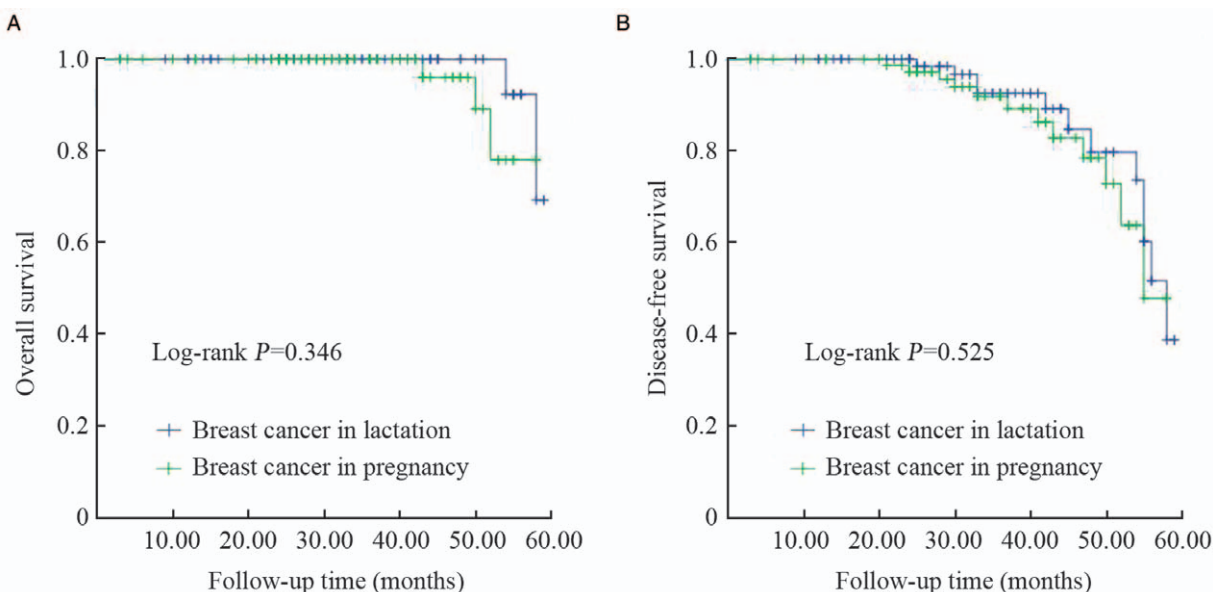 A
1.0
0.8
0.6
0.4
0.2
0
Overall survival
Log-rank P=0.346
Breast cancer in lactation
Breast cancer in pregnancy
10.00 20.00 30.00 40.00 50.00 60.00
Follow-up time (months)
B
1.0
0.8
0.6
0.4
0.2
0
Disease-free survival
Log-rank P=0.525
Breast cancer in lactation
Breast cancer in pregnancy
10.00 20.00 30.00 40.00 50.00 60.00
Follow-up time (months)